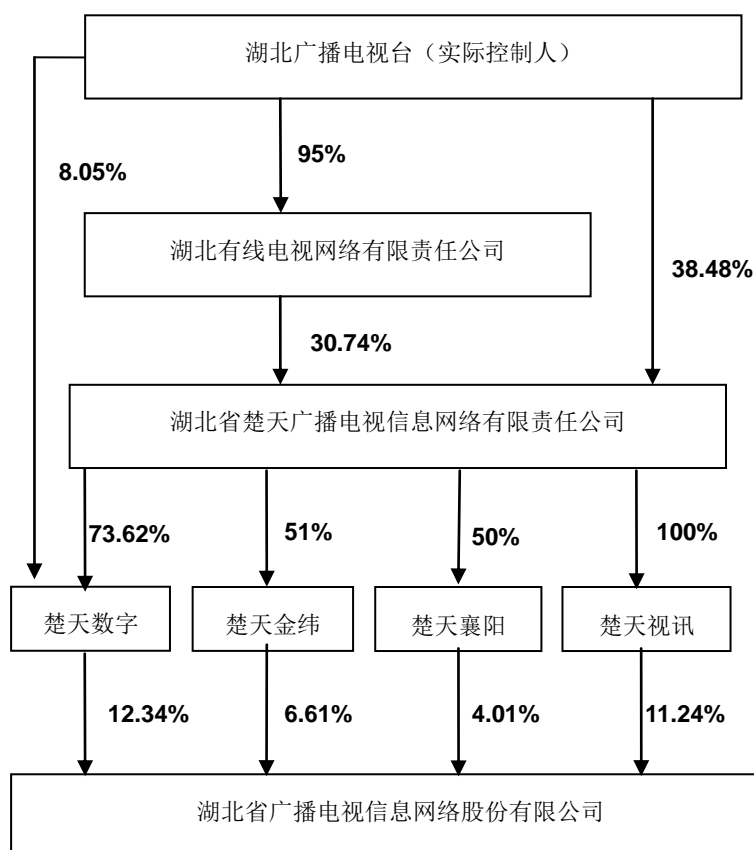 湖北广播电视台（实际控制人）
95%
8.05%
湖北有线电视网络有限责任公司
38.48%
30.74%
湖北省楚天广播电视信息网络有限责任公司
73.62%
51%
50%
100%
楚天数字
楚天金纬
楚天襄阳
楚天视讯
12.34%
6.61%
4.01%
11.24%
湖北省广播电视信息网络股份有限公司